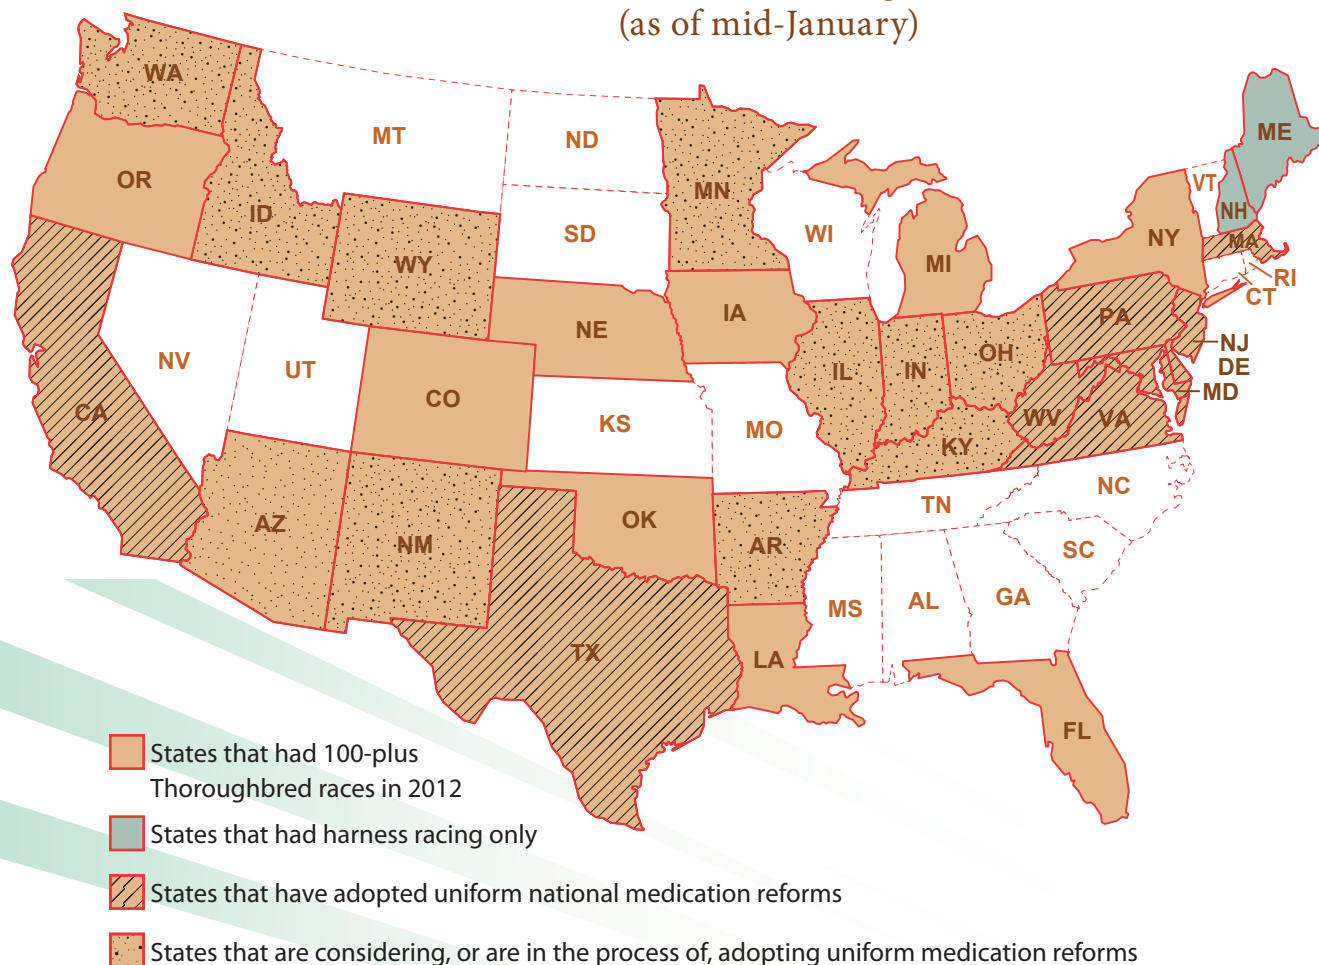 (as of mid-January)
WA
MT
ND
ME
OR
MN
VT
ID
NH
SD
WI
NY
MA
WY
MI
RI
CT
NE
IA
PA
NV
UT
IL
IN
OH
NJ
DE
MD
CO
CA
KS
MO
WV
VA
KY
NC
TN
AZ
NM
OK
AR
SC
MS
AL
GA
TX
LA
FL
States that had 100-plus
Thoroughbred races in 2012
States that had harness racing only
States that have adopted uniform national medication reforms
States that are considering, or are in the process of, adopting uniform medication reforms